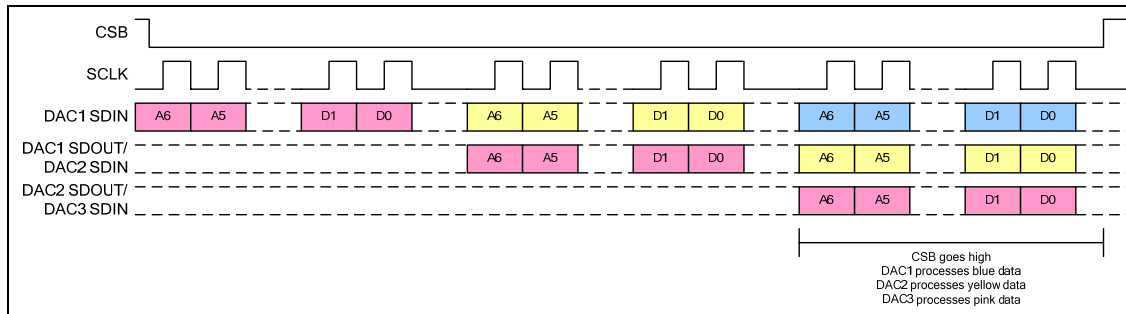 CSB
SCLK
DAC1 SDIN A6 A5 D1 D0 A6 A5 D1 D0 A6 A5 D1 D0
DAC1 SDOUT/
DAC2 SDIN A6 A5 D1 D0 A6 A5 D1 D0
DAC2 SDOUT/
DAC3 SDIN A6 A5 D1 D0
CSB goes high
DAC1 processes blue data
DAC2 processes yellow data
DAC3 processes pink data